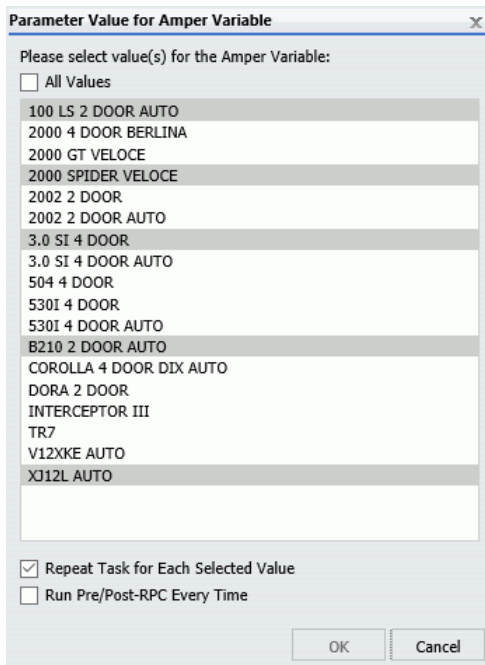 Parameter Value for Amper Variable
x
Please select value(s) for the Amper Variable:
All Values
100 LS 2 DOOR AUTO
2000 4 DOOR BERLINA
2000 GT VELOCE
2000 SPIDER VELOCE
2002 2 DOOR
2002 2 DOOR AUTO
3.0 SI 4 DOOR
3.0 SI 4 DOOR AUTO
504 4 DOOR
530I 4 DOOR
530I 4 DOOR AUTO
B210 2 DOOR AUTO
COROLLA 4 DOOR DIX AUTO
DORA 2 DOOR
INTERCEPTOR III
TR7
V12XKE AUTO
XJ12L AUTO
Repeat Task for Each Selected Value
Run Pre/Post-RPC Every Time
OK Cancel